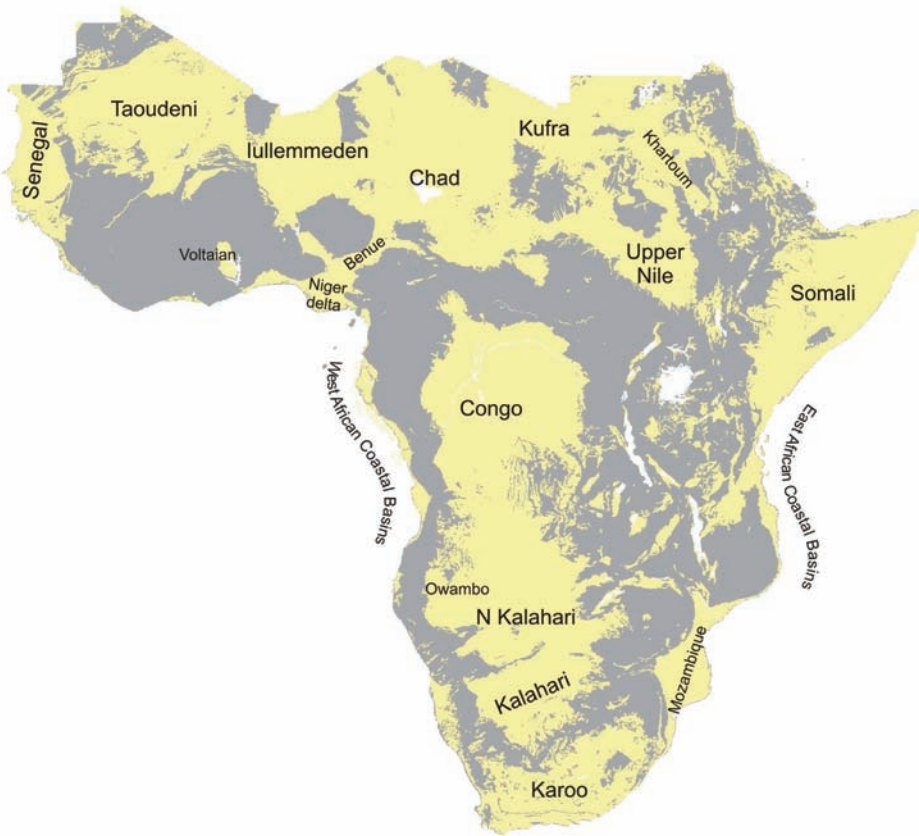 Taoudeni
Senegal
Iullemmeden
Kufra
Khartoum
Chad
Voltaian
Benue
Upper
Nile
Niger
delta
Somali
West African Coastal Basins
Congo
East African Coastal Basins
Owambo
N Kalahari
Kalahari
Mozambique
Karoo